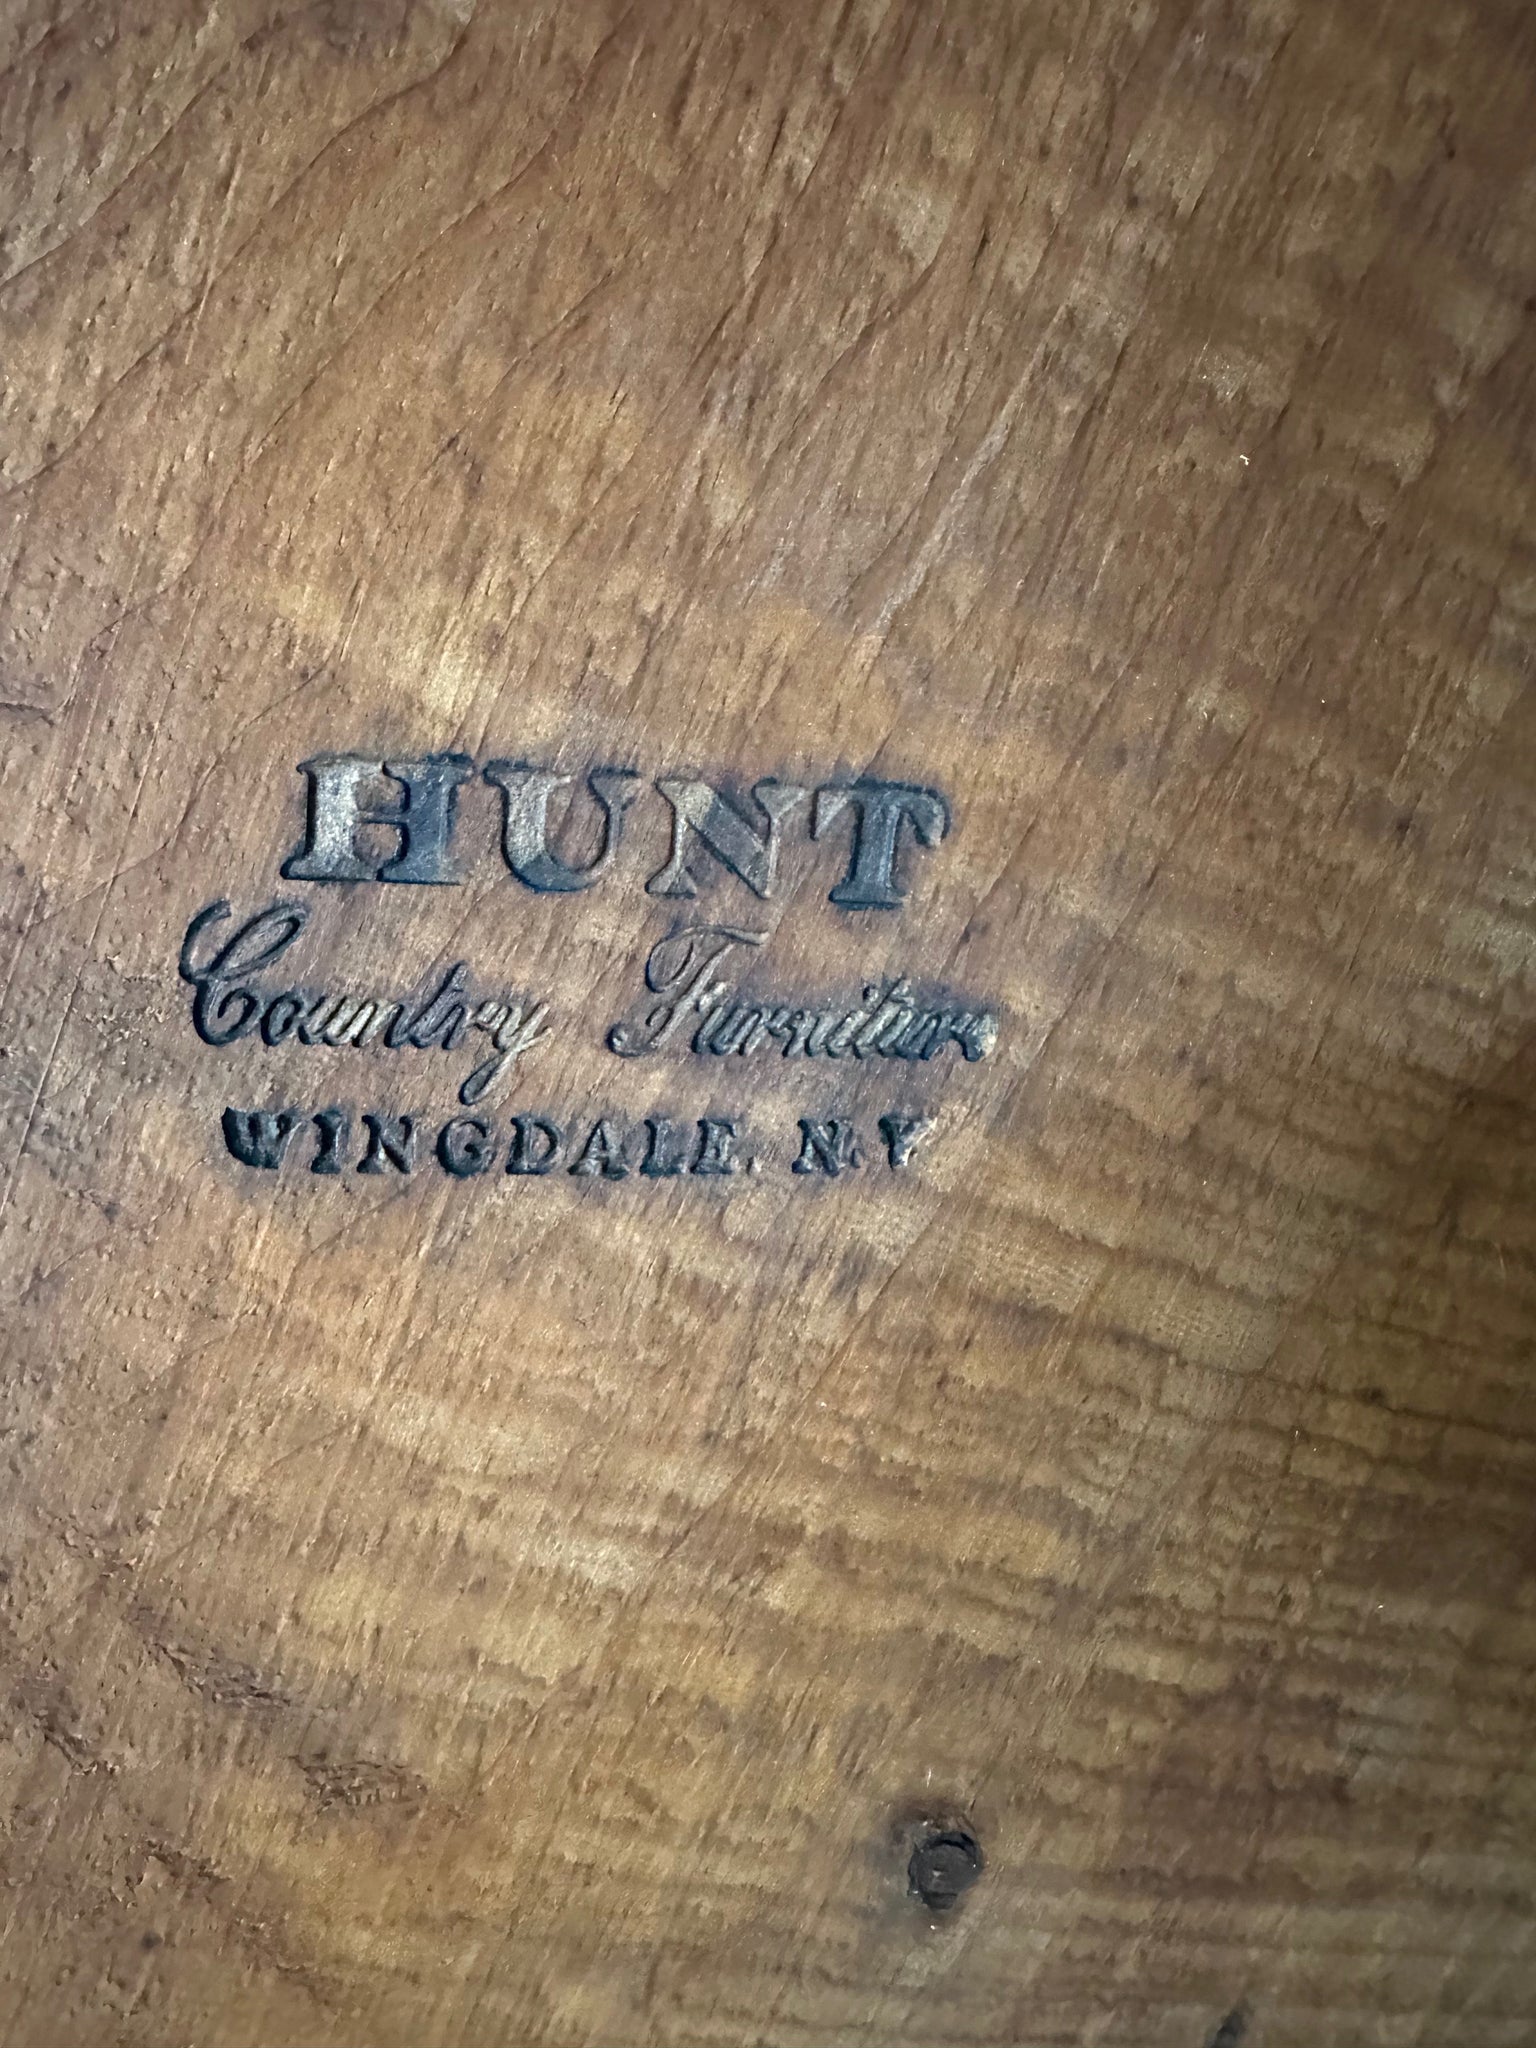 HUNT
Country Furniture
WINGDALE, N.Y.